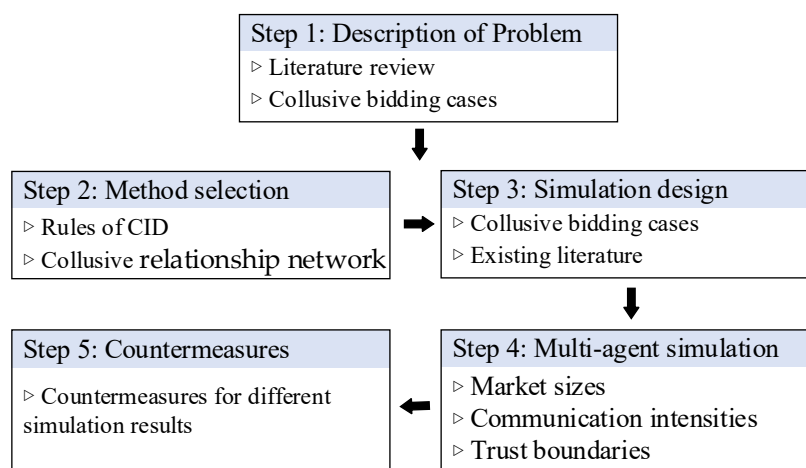 Step 1: Description of Problem
▷ Literature review
▷ Collusive bidding cases
Step 2: Method selection
▷ Rules of CID
▷ Collusive relationship network
Step 3: Simulation design
▷ Collusive bidding cases
▷ Existing literature
Step 4: Multi-agent simulation
▷ Market sizes
▷ Communication intensities
▷ Trust boundaries
Step 5: Countermeasures
▷ Countermeasures for different
simulation results